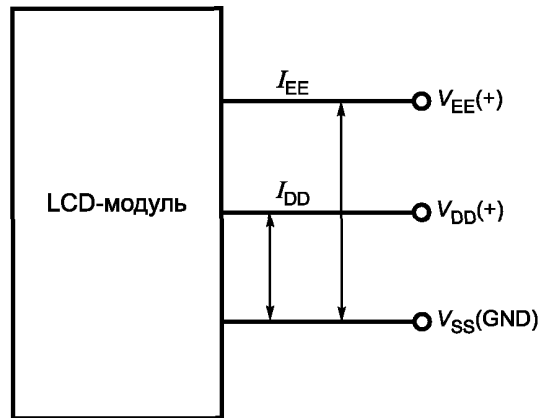 I_EE
V_EE(+)
LCD-модуль
I_DD
V_DD(+)
V_SS(GND)